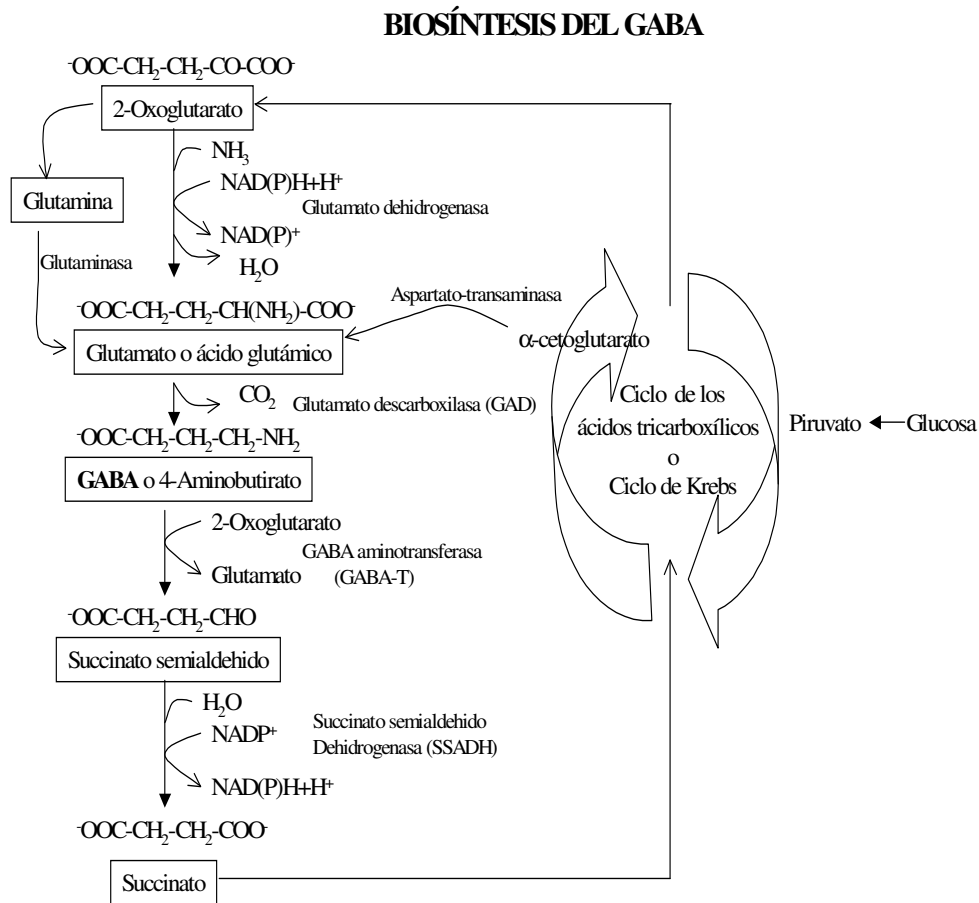 BIOSÍNTESIS DEL GABA
⁻OOC-CH₂-CH₂-CO-COO⁻
2-Oxoglutarato
NH₃
NAD(P)H+H⁺
Glutamato dehidrogenasa
NAD(P)⁺
H₂O
Glutamina
Glutaminasa
⁻OOC-CH₂-CH₂-CH(NH₂)-COO⁻
Glutamato o ácido glutámico
Aspartato-transaminasa
α-cetoglutarato
CO₂
Glutamato descarboxilasa (GAD)
⁻OOC-CH₂-CH₂-CH₂-NH₂
GABA o 4-Aminobutirato
2-Oxoglutarato
GABA aminotransferasa
(GABA-T)
Glutamato
⁻OOC-CH₂-CH₂-CHO
Succinato semialdehido
H₂O
NADP⁺
Succinato semialdehido
Dehidrogenasa (SSADH)
NAD(P)H+H⁺
⁻OOC-CH₂-CH₂-COO⁻
Succinato
Ciclo de los
ácidos tricarboxílicos
o
Ciclo de Krebs
Piruvato
Glucosa